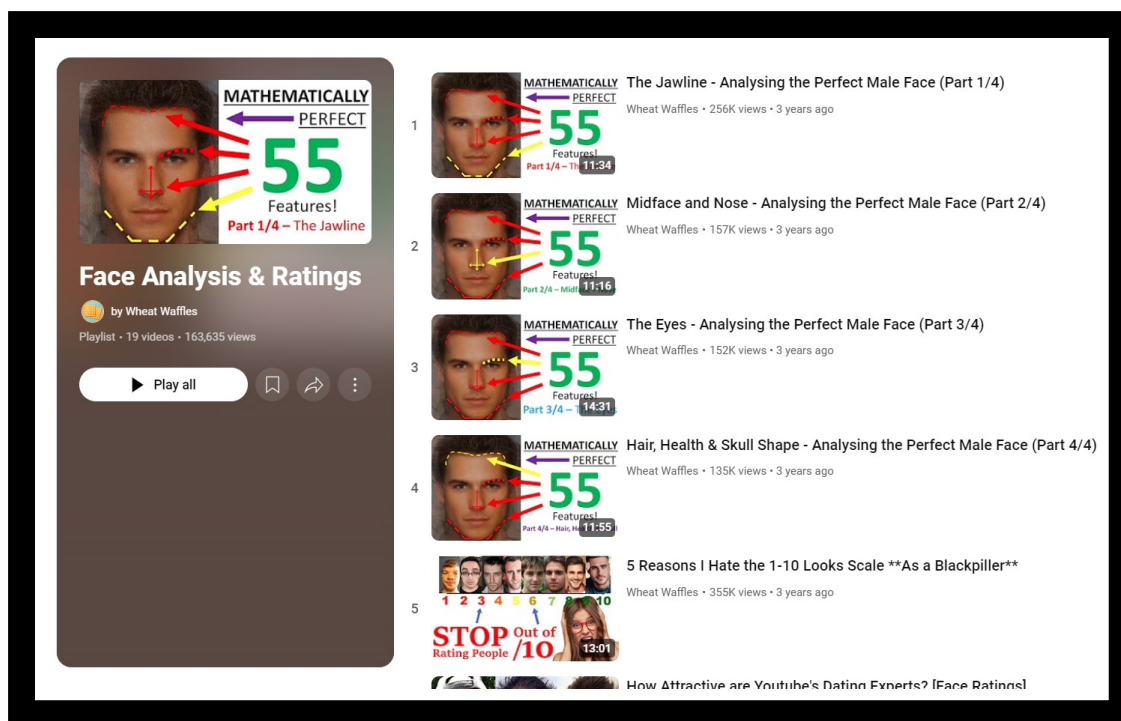 MATHEMATICALLY
PERFECT
55
Features!
Part 1/4 – The Jawline
Face Analysis & Ratings
by Wheat Waffles
Playlist • 19 videos • 163,635 views
Play all
1
MATHEMATICALLY
PERFECT
55
Features!
Part 1/4 – Th
11:34
The Jawline - Analysing the Perfect Male Face (Part 1/4)
Wheat Waffles • 256K views • 3 years ago
2
MATHEMATICALLY
PERFECT
55
Features!
Part 2/4 – Midf
11:16
Midface and Nose - Analysing the Perfect Male Face (Part 2/4)
Wheat Waffles • 157K views • 3 years ago
3
MATHEMATICALLY
PERFECT
55
Features!
Part 3/4 – T
14:31
The Eyes - Analysing the Perfect Male Face (Part 3/4)
Wheat Waffles • 152K views • 3 years ago
4
MATHEMATICALLY
PERFECT
55
Features!
Part 4/4 – Hair, He
11:55
Hair, Health & Skull Shape - Analysing the Perfect Male Face (Part 4/4)
Wheat Waffles • 135K views • 3 years ago
5
1 2 3 4 5 6 7 8 9 10
STOP Out of
Rating People /10
13:01
5 Reasons I Hate the 1-10 Looks Scale **As a Blackpiller**
Wheat Waffles • 355K views • 3 years ago
How Attractive are Youtube's Dating Experts? [Face Ratings]